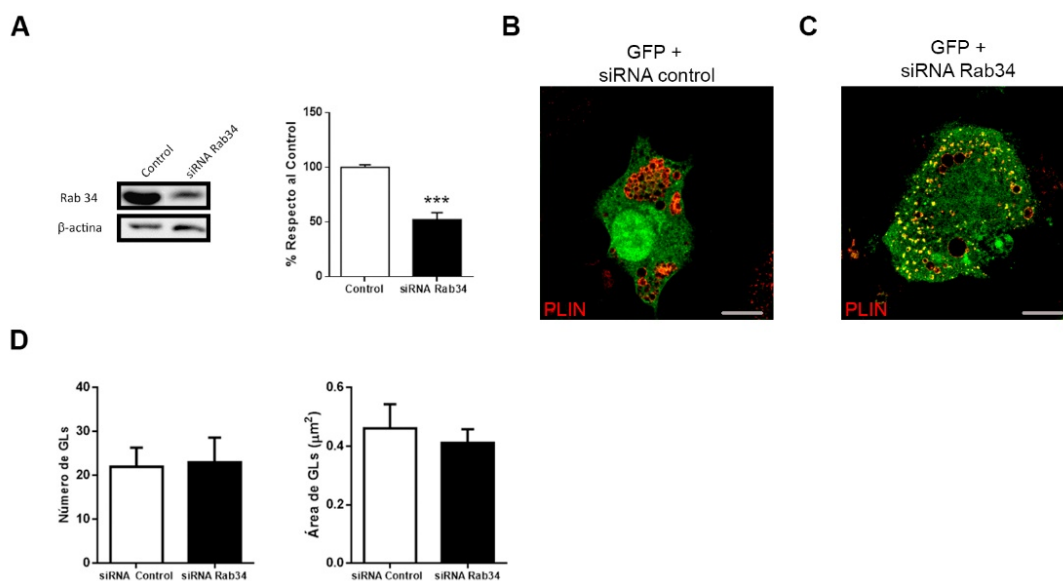 A
Control
siRNA Rab34
Rab 34
β-actina
% Respecto al Control
150
100
50
0
***
Control
siRNA Rab34
B
GFP +
siRNA control
PLIN
C
GFP +
siRNA Rab34
PLIN
D
Número de GLs
40
30
20
10
0
siRNA Control
siRNA Rab34
Área de GLs (µm²)
0.6
0.4
0.2
0.0
siRNA Control
siRNA Rab34